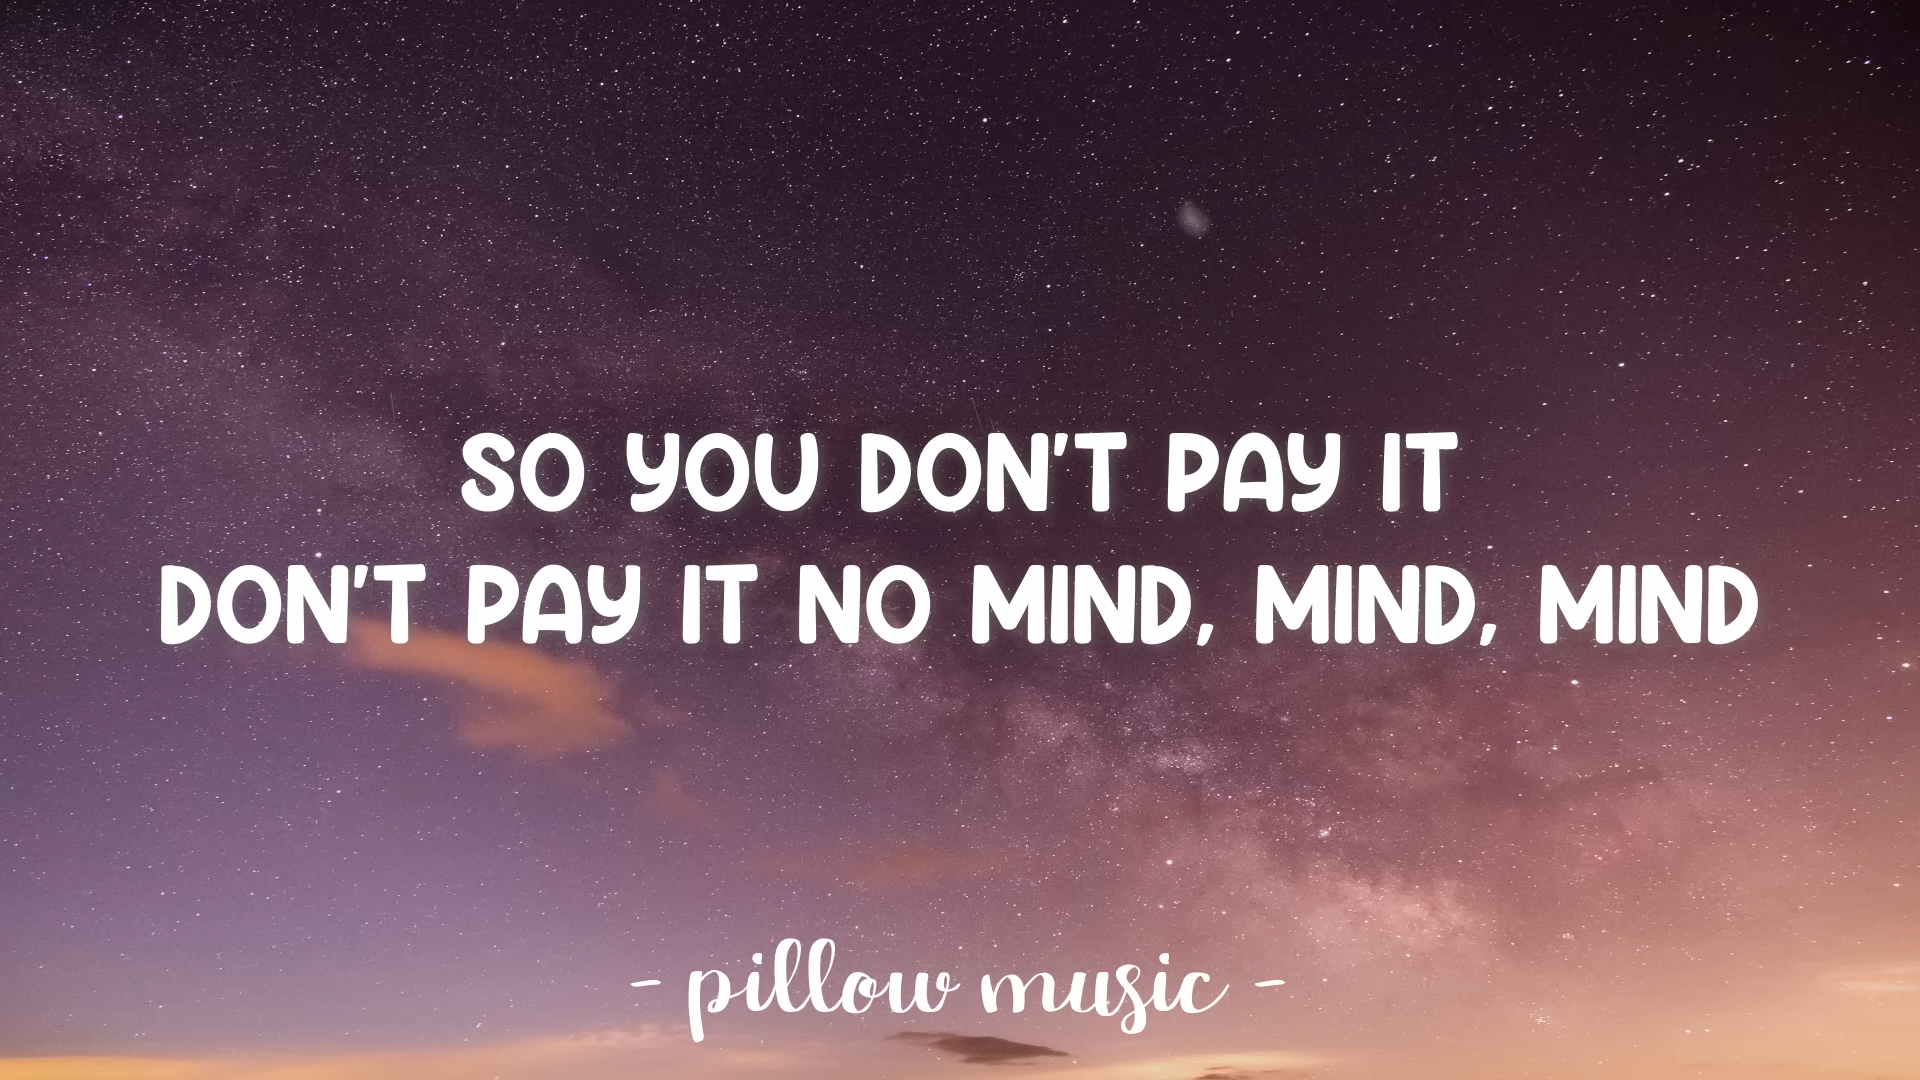 SO YOU DON'T PAY IT
DON'T PAY IT NO MIND, MIND, MIND
- pillow music -